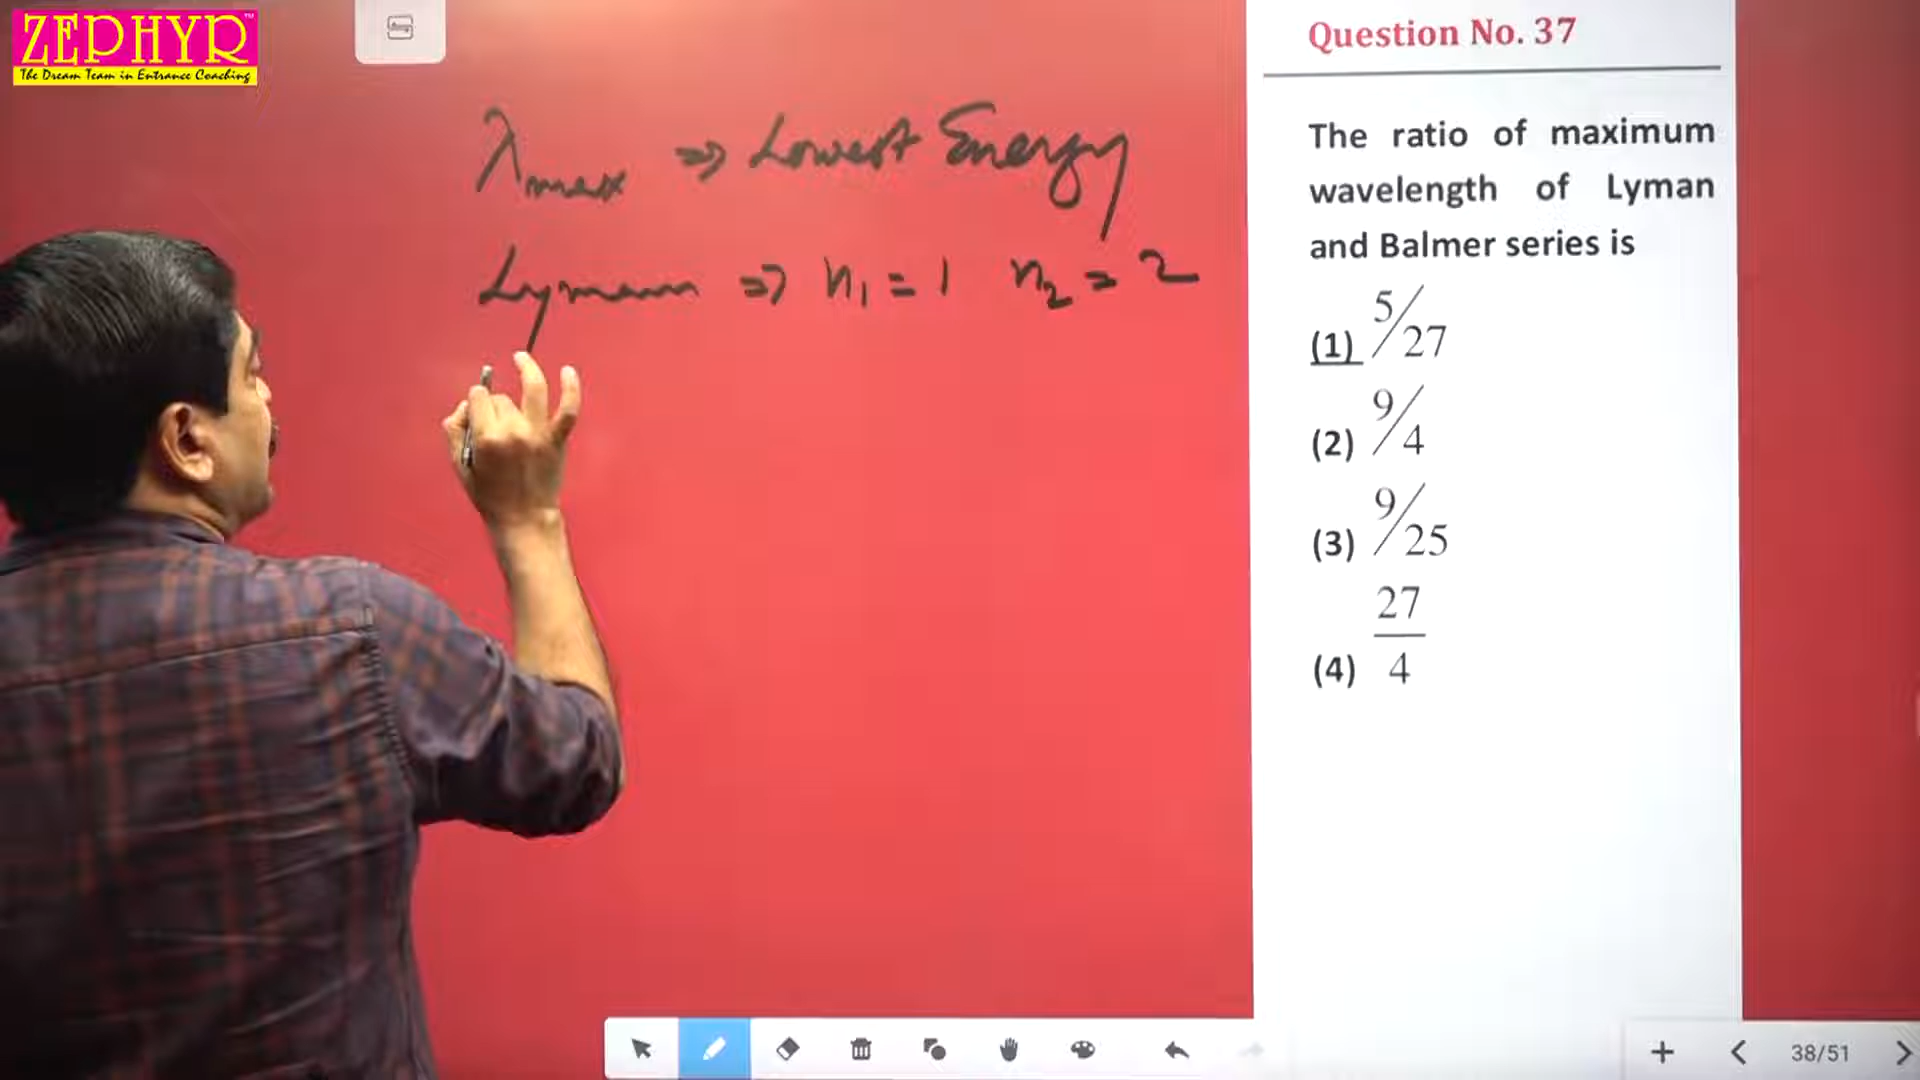 ZEPHYR™
The Dream Team in Entrance Coaching
λmax ⇒ Lowest Energy
Lyman ⇒ n₁ = 1 n₂ = 2
Question No. 37
The ratio of maximum
wavelength of Lyman
and Balmer series is
(1) 5/27
(2) 9/4
(3) 9/25
(4) 27/4
38/51